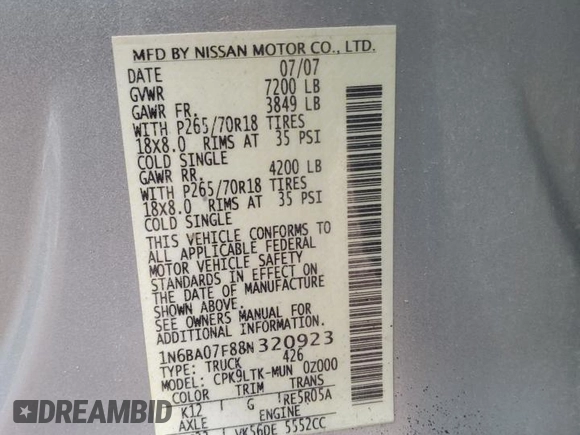 MFD BY NISSAN MOTOR CO., LTD.
DATE 07/07
GVWR 7200 LB
GAWR FR. 3849 LB
WITH P265/70R18 TIRES
18X8.0 RIMS AT 35 PSI
COLD SINGLE
GAWR RR. 4200 LB
WITH P265/70R18 TIRES
18X8.0 RIMS AT 35 PSI
COLD SINGLE
THIS VEHICLE CONFORMS TO
ALL APPLICABLE FEDERAL
MOTOR VEHICLE SAFETY
STANDARDS IN EFFECT ON
THE DATE OF MANUFACTURE
SHOWN ABOVE.
SEE OWNERS MANUAL FOR
ADDITIONAL INFORMATION.
1N6BA07F88N320923
TYPE: TRUCK 426
MODEL: CPK9LTK-MUN 0Z000
COLOR TRIM TRANS
K12 G RE5R05A
AXLE ENGINE
VK56DE 5552CC
DREAMBID
dreambid.com